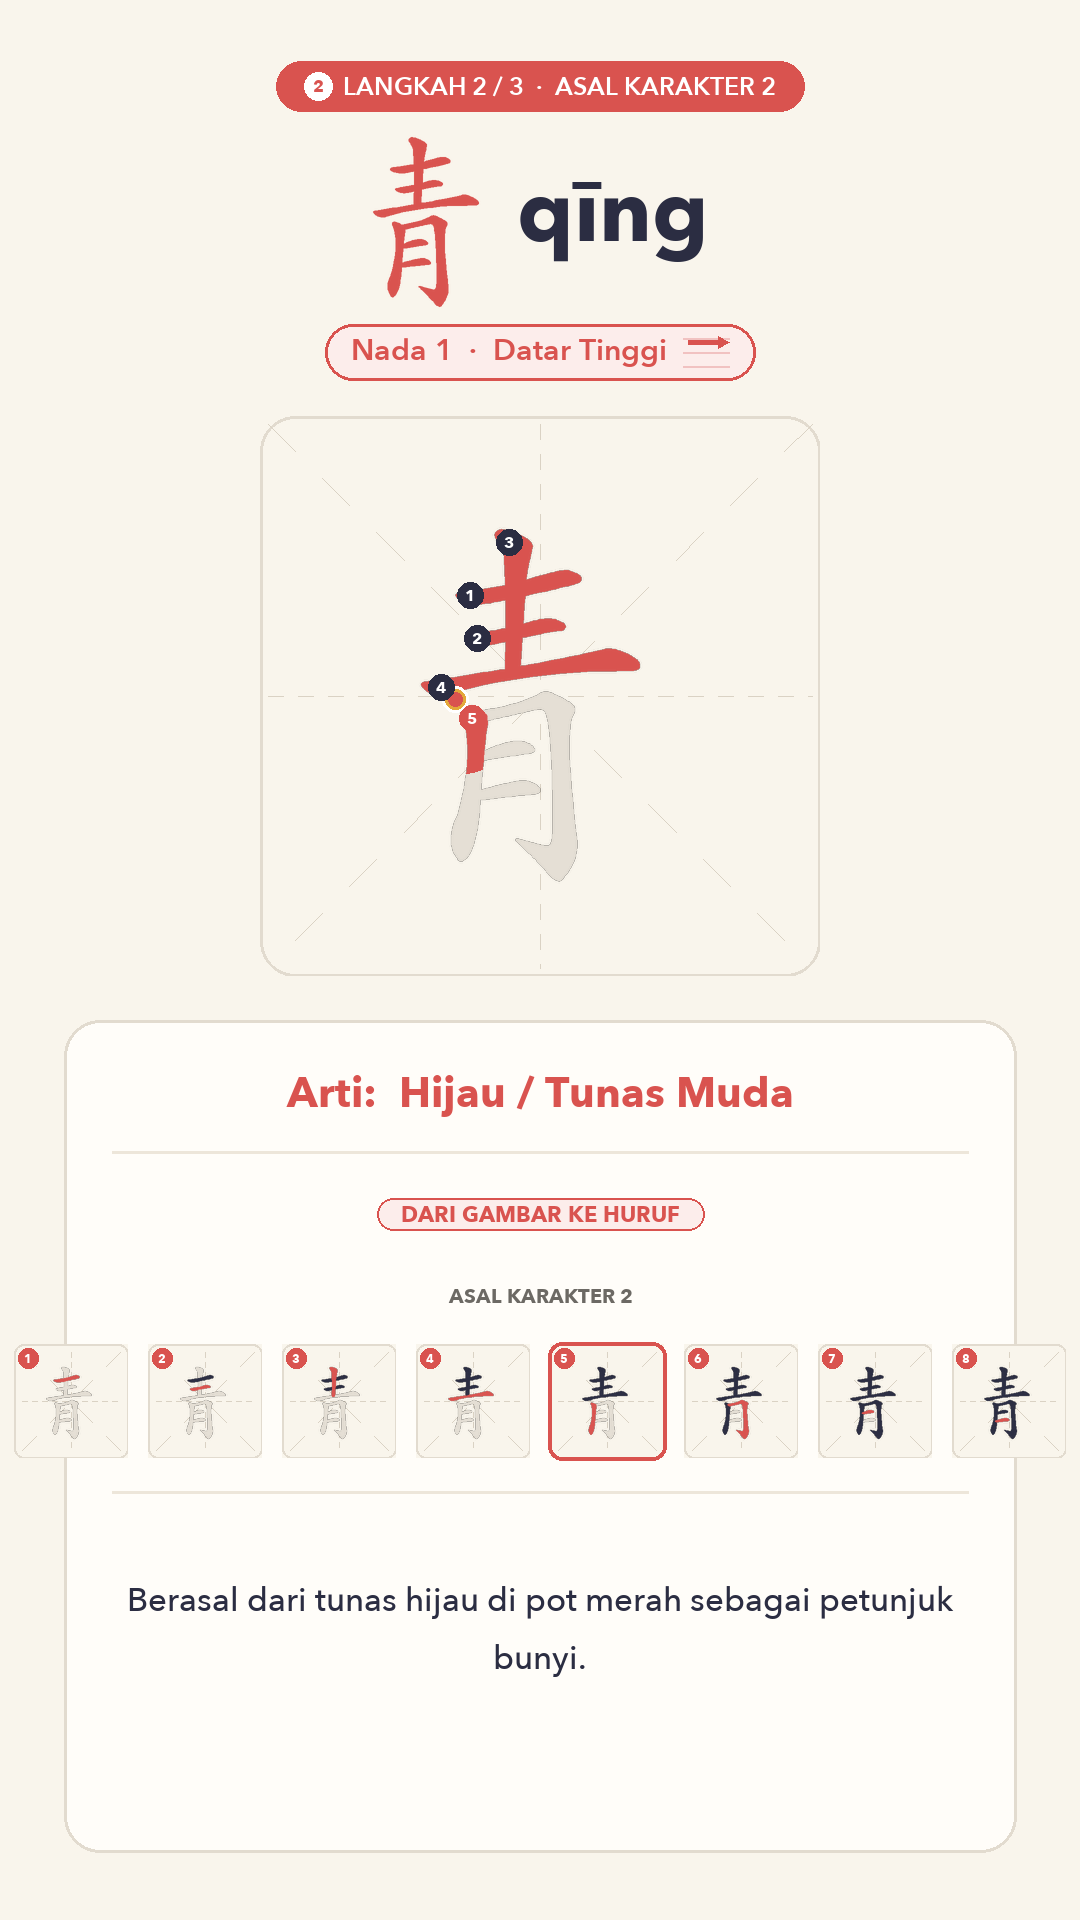 2 LANGKAH 2 / 3 · ASAL KARAKTER 2
青 qīng
Nada 1 · Datar Tinggi
3
1
2
4
5
Arti: Hijau / Tunas Muda
DARI GAMBAR KE HURUF
ASAL KARAKTER 2
1 2 3 4 5 6 7 8
Berasal dari tunas hijau di pot merah sebagai petunjuk
bunyi.